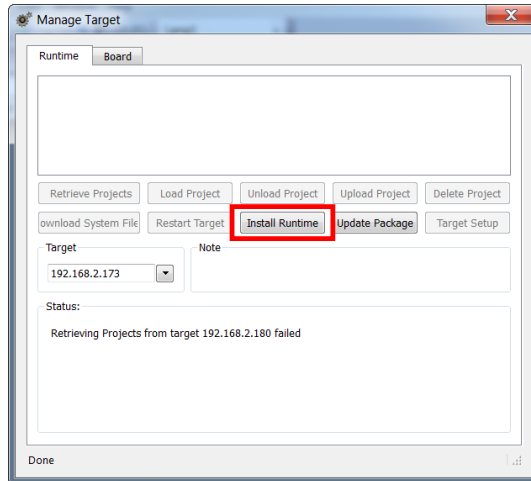 Manage Target
Runtime Board
Retrieve Projects Load Project Unload Project Upload Project Delete Project
ownload System File Restart Target Install Runtime Update Package Target Setup
Target Note
192.168.2.173
Status:
Retrieving Projects from target 192.168.2.180 failed
Done